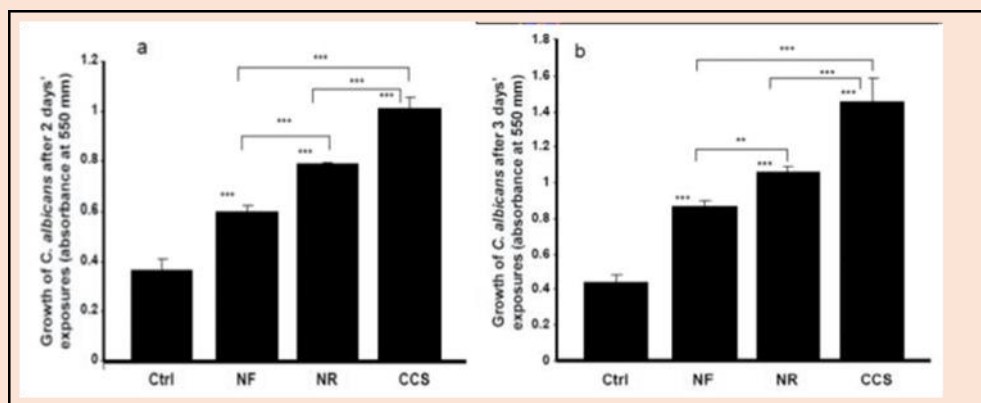 a
Growth of C. albicans after 2 days'
exposures (absorbance at 550 mm)
1.2
1
0.8
0.6
0.4
0.2
0
***
***
***
***
***
***
Ctrl
NF
NR
CCS
b
Growth of C. albicans after 3 days'
exposures (absorbance at 550 mm)
1.8
1.6
1.4
1.2
1
0.8
0.6
0.4
0.2
0
***
***
***
**
***
***
Ctrl
NF
NR
CCS